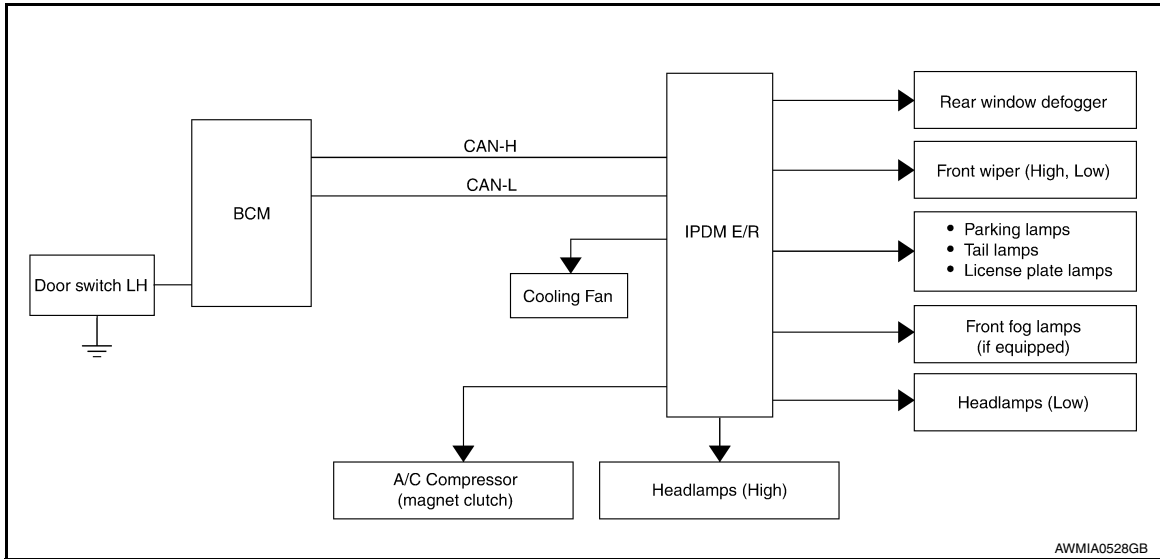 Door switch LH
BCM
CAN-H
CAN-L
IPDM E/R
Cooling Fan
A/C Compressor
(magnet clutch)
Headlamps (High)
Rear window defogger
Front wiper (High, Low)
• Parking lamps
• Tail lamps
• License plate lamps
Front fog lamps
(if equipped)
Headlamps (Low)
AWMIA0528GB